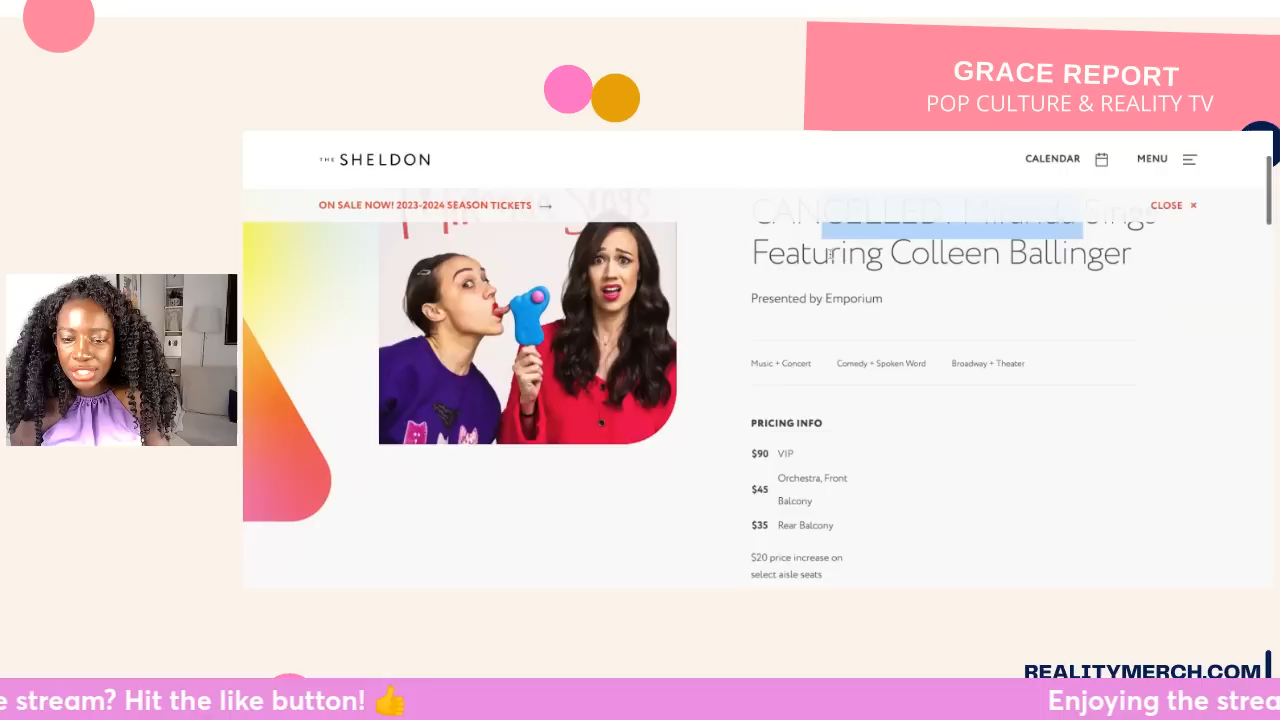 GRACE REPORT
POP CULTURE & REALITY TV
THE SHELDON
CALENDAR
MENU
ON SALE NOW! 2023-2024 SEASON TICKETS →
CLOSE ×
CANCELLED: Miranda Sings
Featuring Colleen Ballinger
Presented by Emporium
Music + Concert
Comedy + Spoken Word
Broadway + Theater
PRICING INFO
$90 VIP
$45 Orchestra, Front
Balcony
$35 Rear Balcony
$20 price increase on
select aisle seats
REALITYMERCH.COM
e stream? Hit the like button! 👍
Enjoying the strea